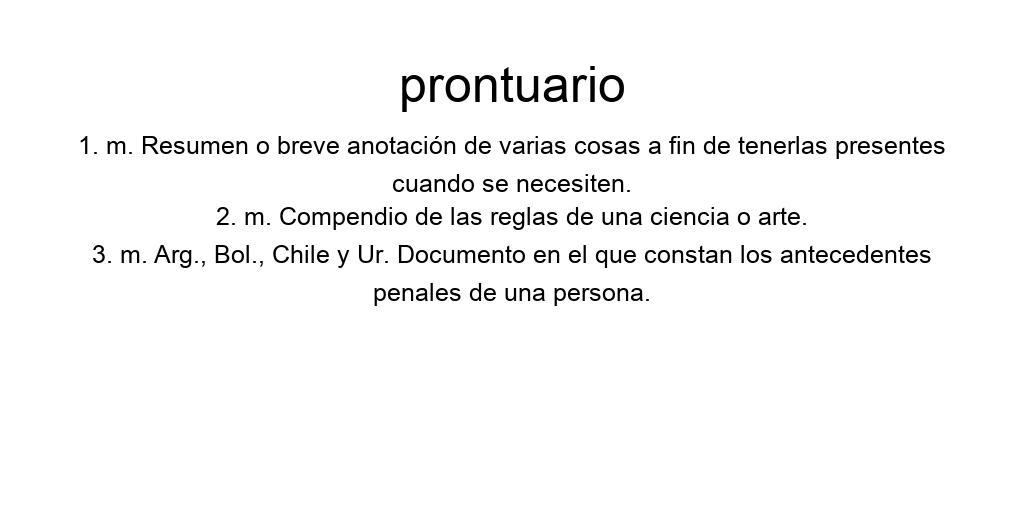 prontuario
1. m. Resumen o breve anotación de varias cosas a fin de tenerlas presentes
cuando se necesiten.
2. m. Compendio de las reglas de una ciencia o arte.
3. m. Arg., Bol., Chile y Ur. Documento en el que constan los antecedentes
penales de una persona.